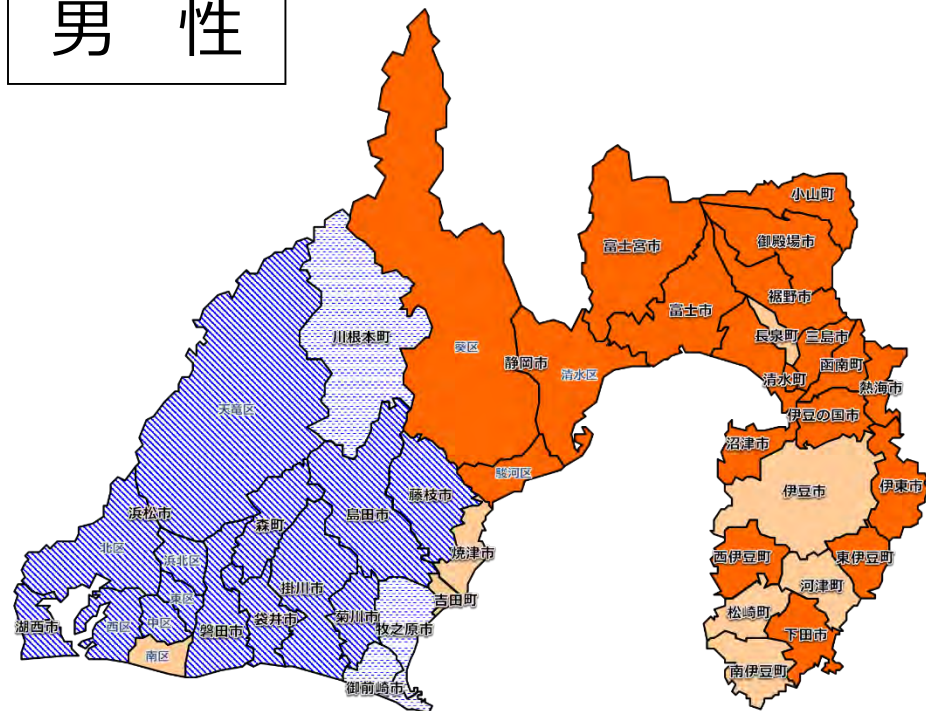 男 性
小山町
御殿場市
富士宮市
裾野市
富士市
長泉町
三島市
川根本町
葵区
静岡市
清水区
函南町
清水町
熱海市
天竜区
伊豆の国市
沼津市
駿河区
伊豆市
伊東市
藤枝市
浜松市
島田市
森町
北区
浜北区
焼津市
西伊豆町
東伊豆町
掛川市
河津町
東区
吉田町
松崎町
湖西市
西区
中区
磐田市
袋井市
菊川市
牧之原市
下田市
南区
南伊豆町
御前崎市